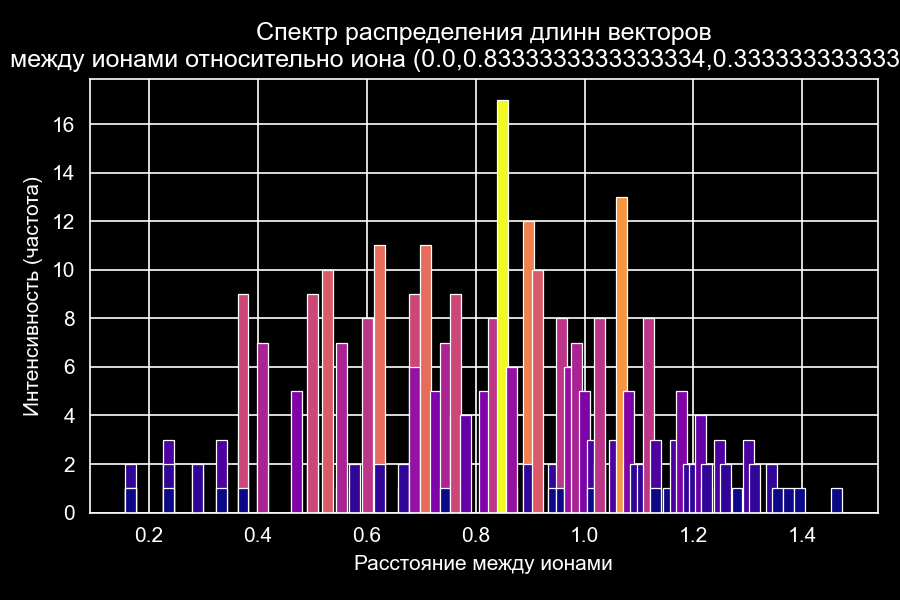 Спектр распределения длинн векторов
между ионами относительно иона (0.0,0.8333333333333334,0.333333333333
Интенсивность (частота)
16
14
12
10
8
6
4
2
0
0.2 0.4 0.6 0.8 1.0 1.2 1.4
Расстояние между ионами